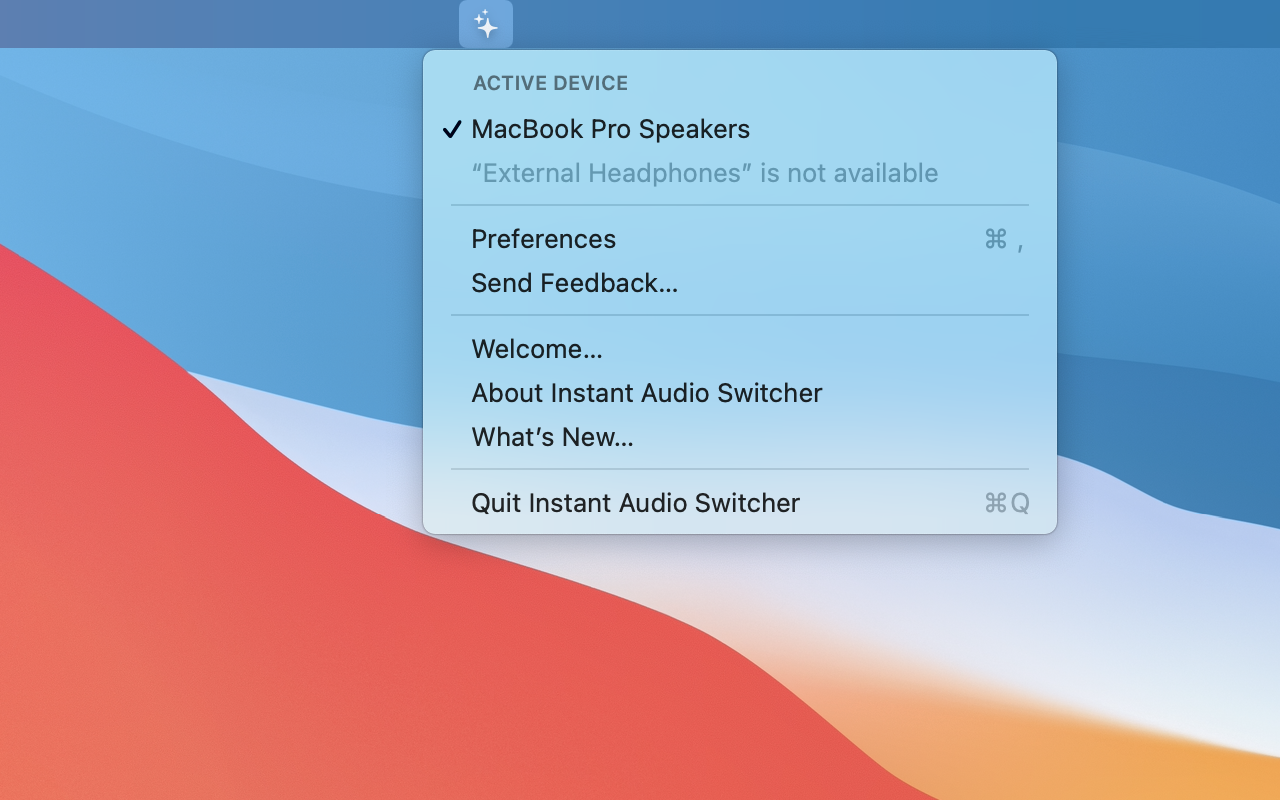 ACTIVE DEVICE
MacBook Pro Speakers
“External Headphones” is not available
Preferences ⌘ ,
Send Feedback...
Welcome...
About Instant Audio Switcher
What’s New...
Quit Instant Audio Switcher ⌘Q